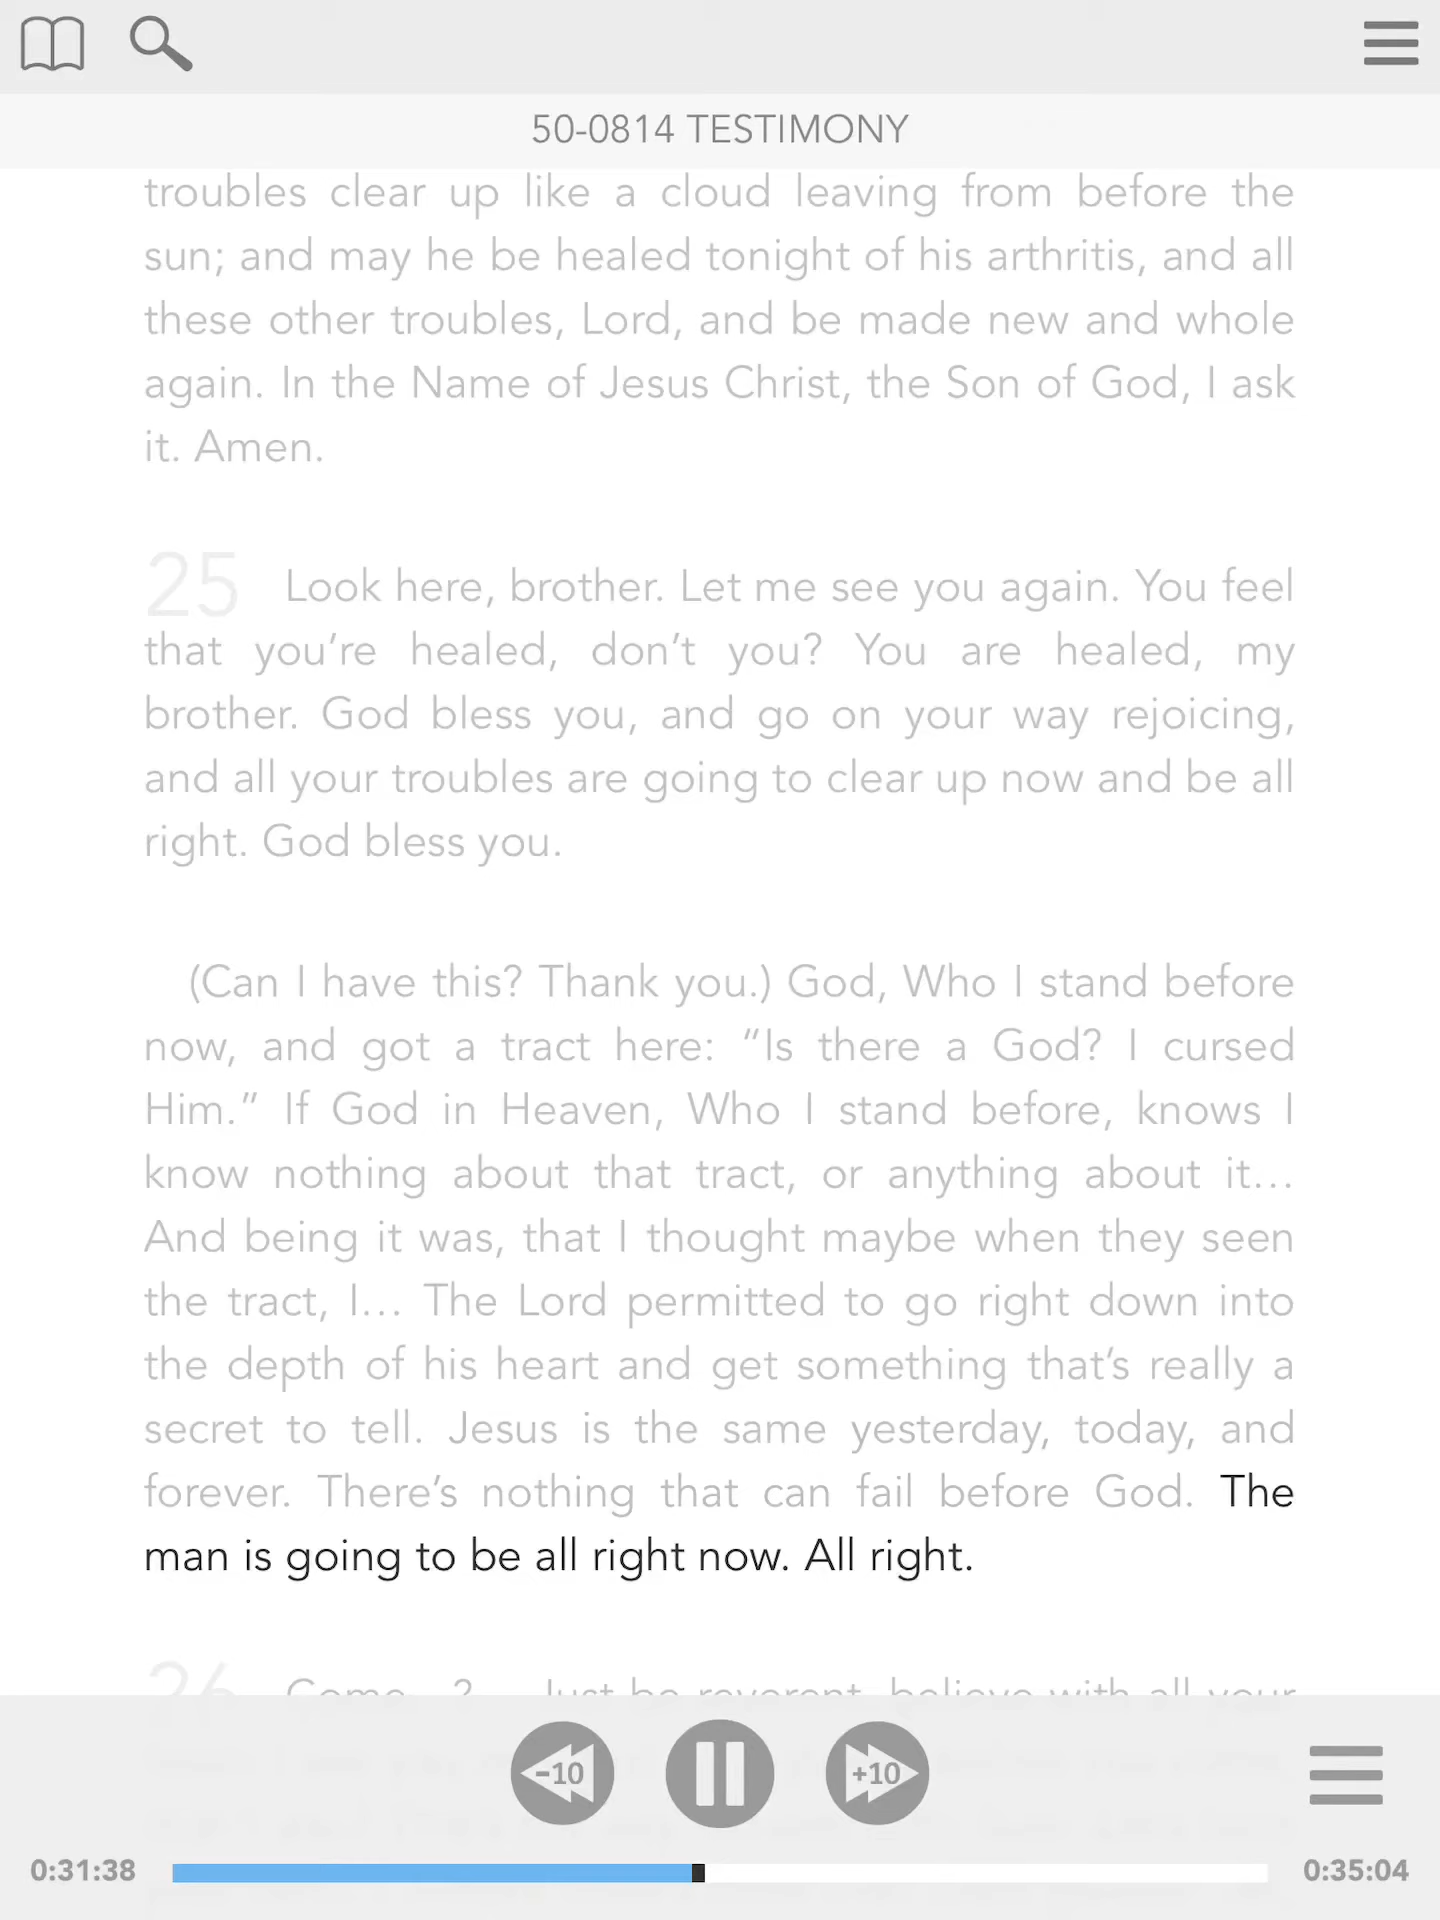 50-0814 TESTIMONY
troubles clear up like a cloud leaving from before the
sun; and may he be healed tonight of his arthritis, and all
these other troubles, Lord, and be made new and whole
again. In the Name of Jesus Christ, the Son of God, I ask
it. Amen.
25 Look here, brother. Let me see you again. You feel
that you’re healed, don’t you? You are healed, my
brother. God bless you, and go on your way rejoicing,
and all your troubles are going to clear up now and be all
right. God bless you.
(Can I have this? Thank you.) God, Who I stand before
now, and got a tract here: “Is there a God? I cursed
Him.” If God in Heaven, Who I stand before, knows I
know nothing about that tract, or anything about it…
And being it was, that I thought maybe when they seen
the tract, I… The Lord permitted to go right down into
the depth of his heart and get something that’s really a
secret to tell. Jesus is the same yesterday, today, and
forever. There’s nothing that can fail before God. The
man is going to be all right now. All right.
26 Come…?… Just be reverent, believe with all your
-10 +10
0:31:38 0:35:04